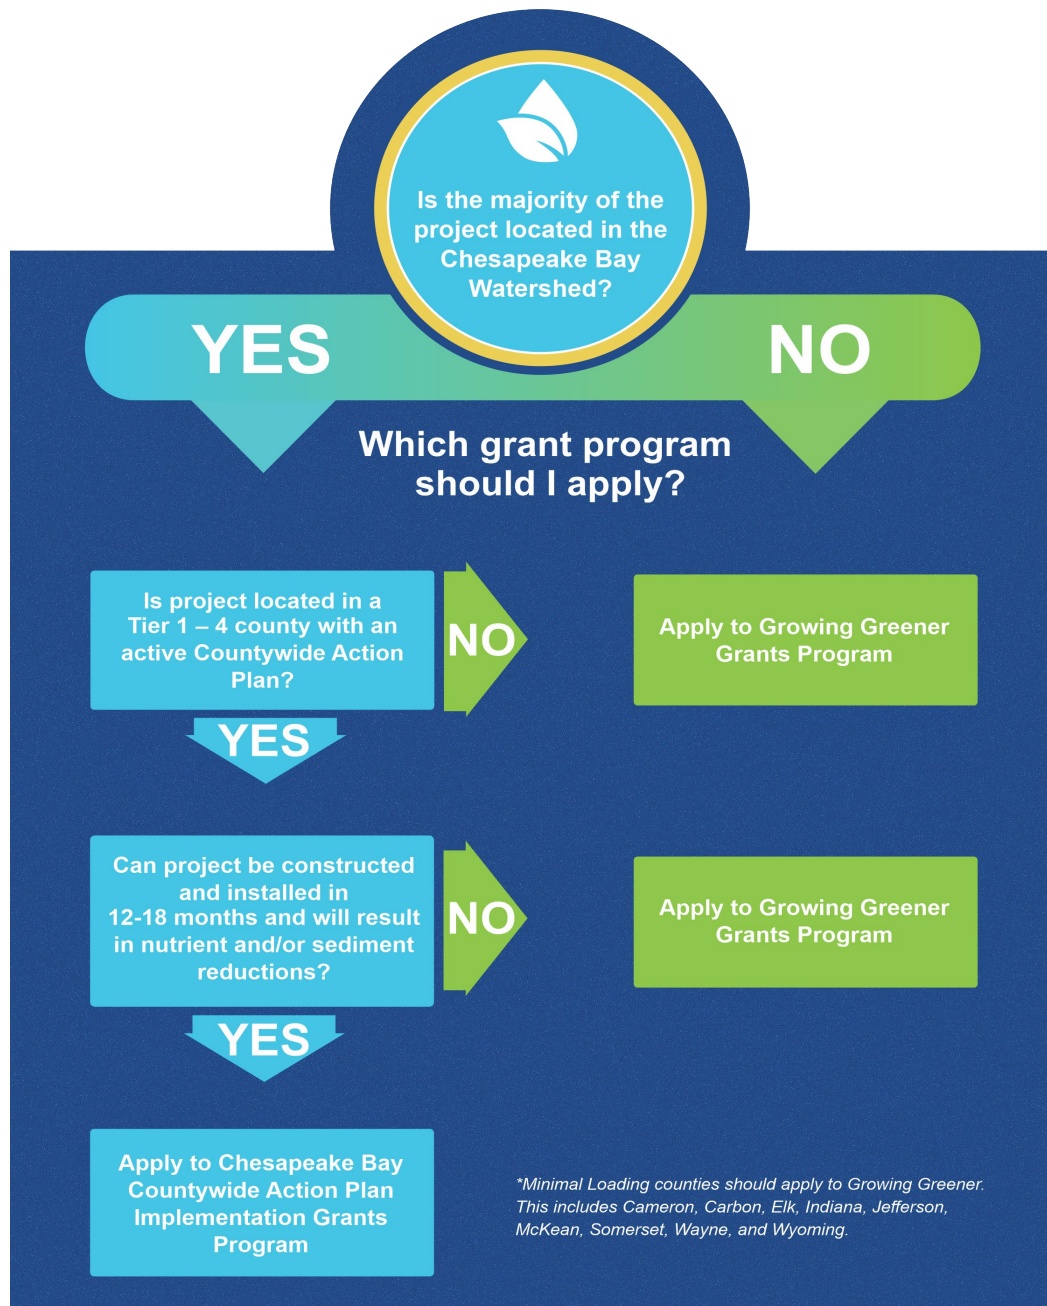 Is the majority of the
project located in the
Chesapeake Bay
Watershed?
YES
NO
Which grant program
should I apply?
Is project located in a
Tier 1 – 4 county with an
active Countywide Action
Plan?
NO
Apply to Growing Greener
Grants Program
YES
Can project be constructed
and installed in
12-18 months and will result
in nutrient and/or sediment
reductions?
NO
Apply to Growing Greener
Grants Program
YES
Apply to Chesapeake Bay
Countywide Action Plan
Implementation Grants
Program
*Minimal Loading counties should apply to Growing Greener.
This includes Cameron, Carbon, Elk, Indiana, Jefferson,
McKean, Somerset, Wayne, and Wyoming.